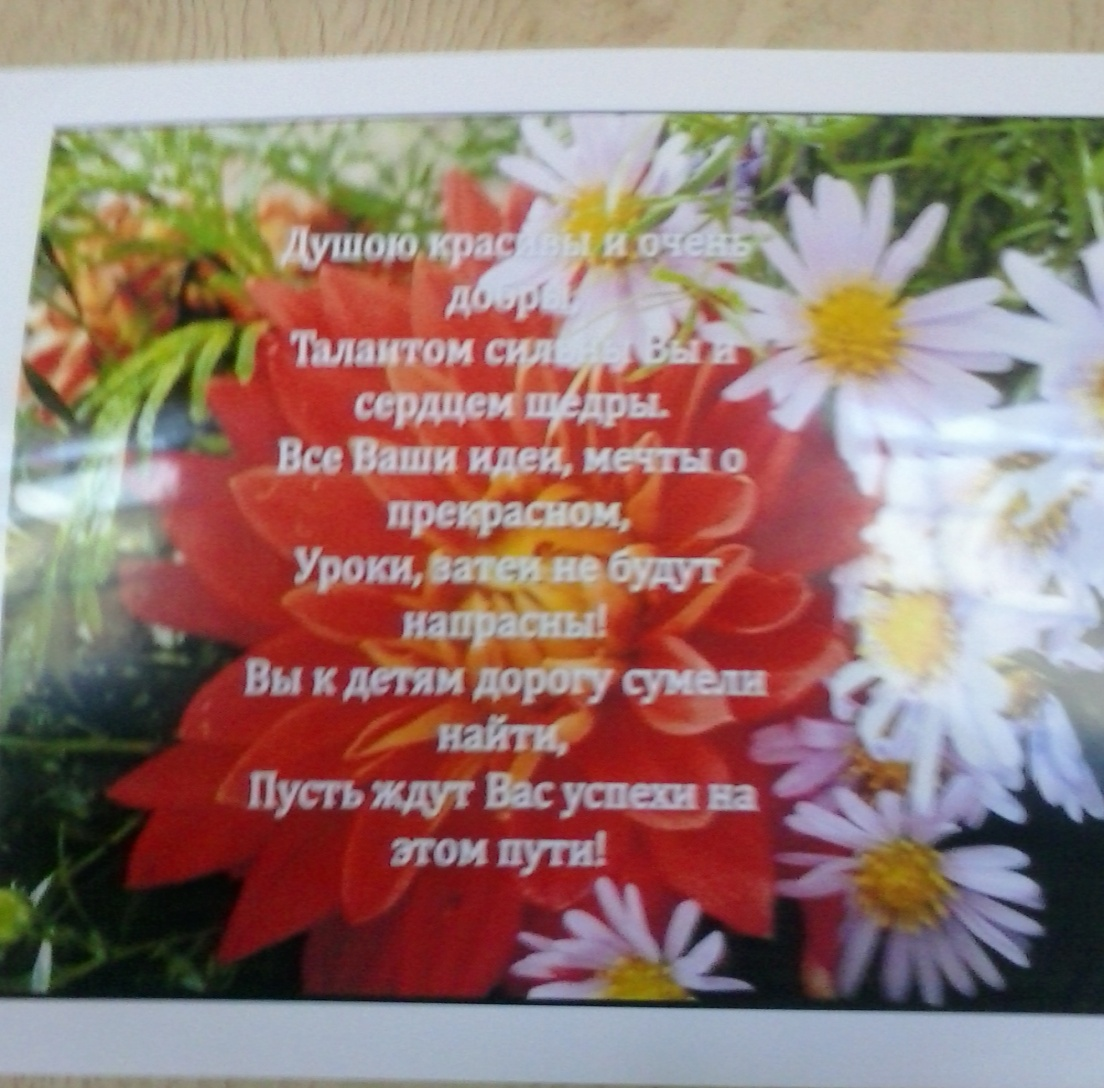 Душою красивы и очень
добры,
Талантом сильны Вы и
сердцем щедры.
Все Ваши идеи, мечты о
прекрасном,
Уроки, затеи не будут
напрасны!
Вы к детям дорогу сумели
найти,
Пусть ждут Вас успехи на
этом пути!